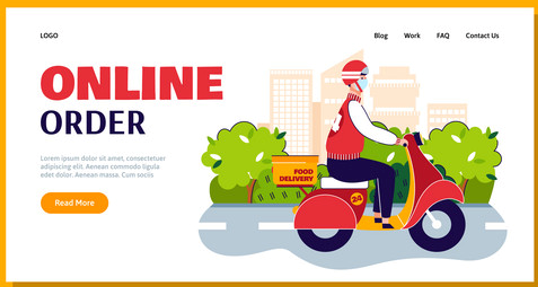 LOGO
Blog Work FAQ Contact Us
ONLINE
ORDER
Lorem ipsum dolor sit amet, consectetuer
adipiscing elit. Aenean commodo ligula
eget dolor. Aenean massa. Cum sociis
Read More
FOOD
DELIVERY
24